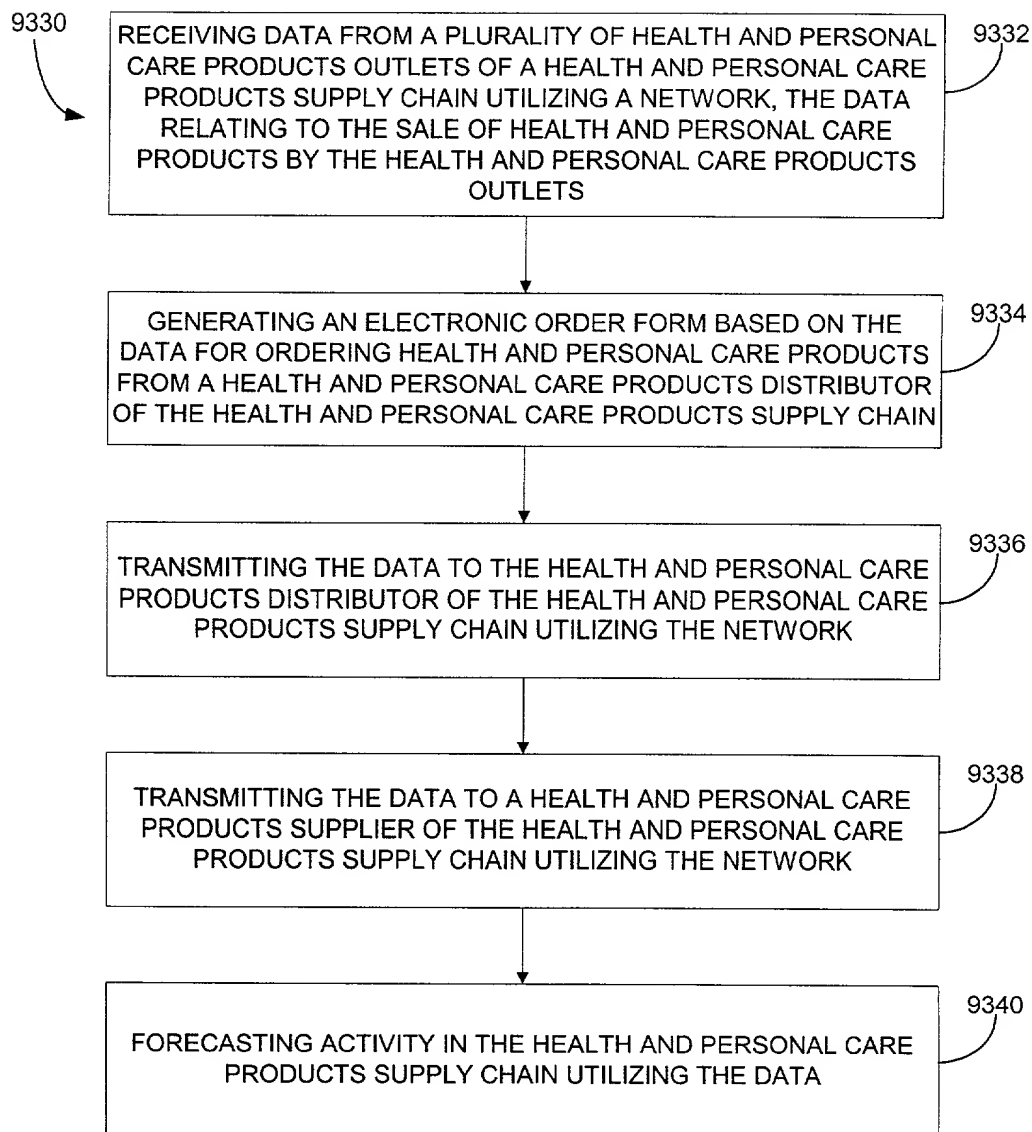 9330
RECEIVING DATA FROM A PLURALITY OF HEALTH AND PERSONAL
CARE PRODUCTS OUTLETS OF A HEALTH AND PERSONAL CARE
PRODUCTS SUPPLY CHAIN UTILIZING A NETWORK, THE DATA
RELATING TO THE SALE OF HEALTH AND PERSONAL CARE
PRODUCTS BY THE HEALTH AND PERSONAL CARE PRODUCTS
OUTLETS
9332
GENERATING AN ELECTRONIC ORDER FORM BASED ON THE
DATA FOR ORDERING HEALTH AND PERSONAL CARE PRODUCTS
FROM A HEALTH AND PERSONAL CARE PRODUCTS DISTRIBUTOR
OF THE HEALTH AND PERSONAL CARE PRODUCTS SUPPLY CHAIN
9334
TRANSMITTING THE DATA TO THE HEALTH AND PERSONAL CARE
PRODUCTS DISTRIBUTOR OF THE HEALTH AND PERSONAL CARE
PRODUCTS SUPPLY CHAIN UTILIZING THE NETWORK
9336
TRANSMITTING THE DATA TO A HEALTH AND PERSONAL CARE
PRODUCTS SUPPLIER OF THE HEALTH AND PERSONAL CARE
PRODUCTS SUPPLY CHAIN UTILIZING THE NETWORK
9338
FORECASTING ACTIVITY IN THE HEALTH AND PERSONAL CARE
PRODUCTS SUPPLY CHAIN UTILIZING THE DATA
9340